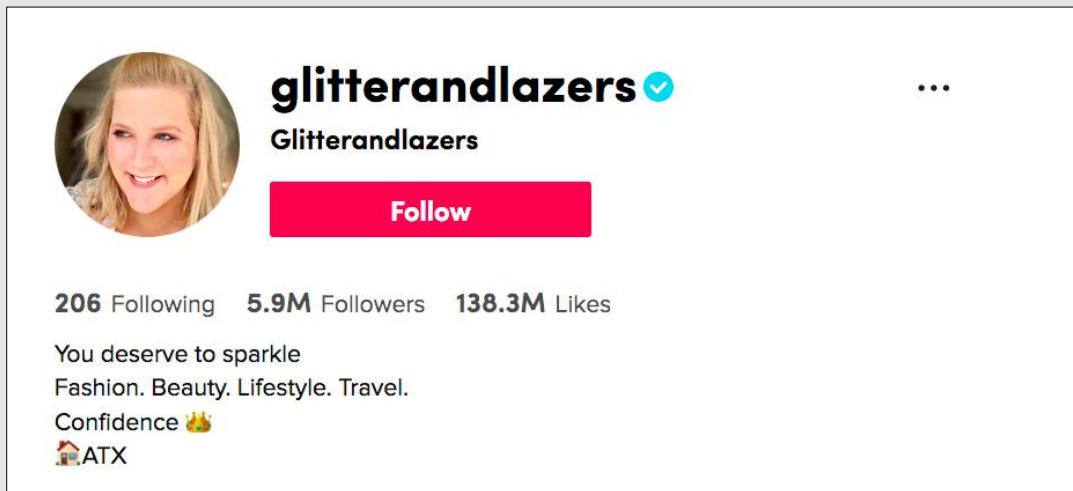 glitterandlazers
Glitterandlazers
Follow
206 Following 5.9M Followers 138.3M Likes
You deserve to sparkle
Fashion. Beauty. Lifestyle. Travel.
Confidence 👑
🏠ATX